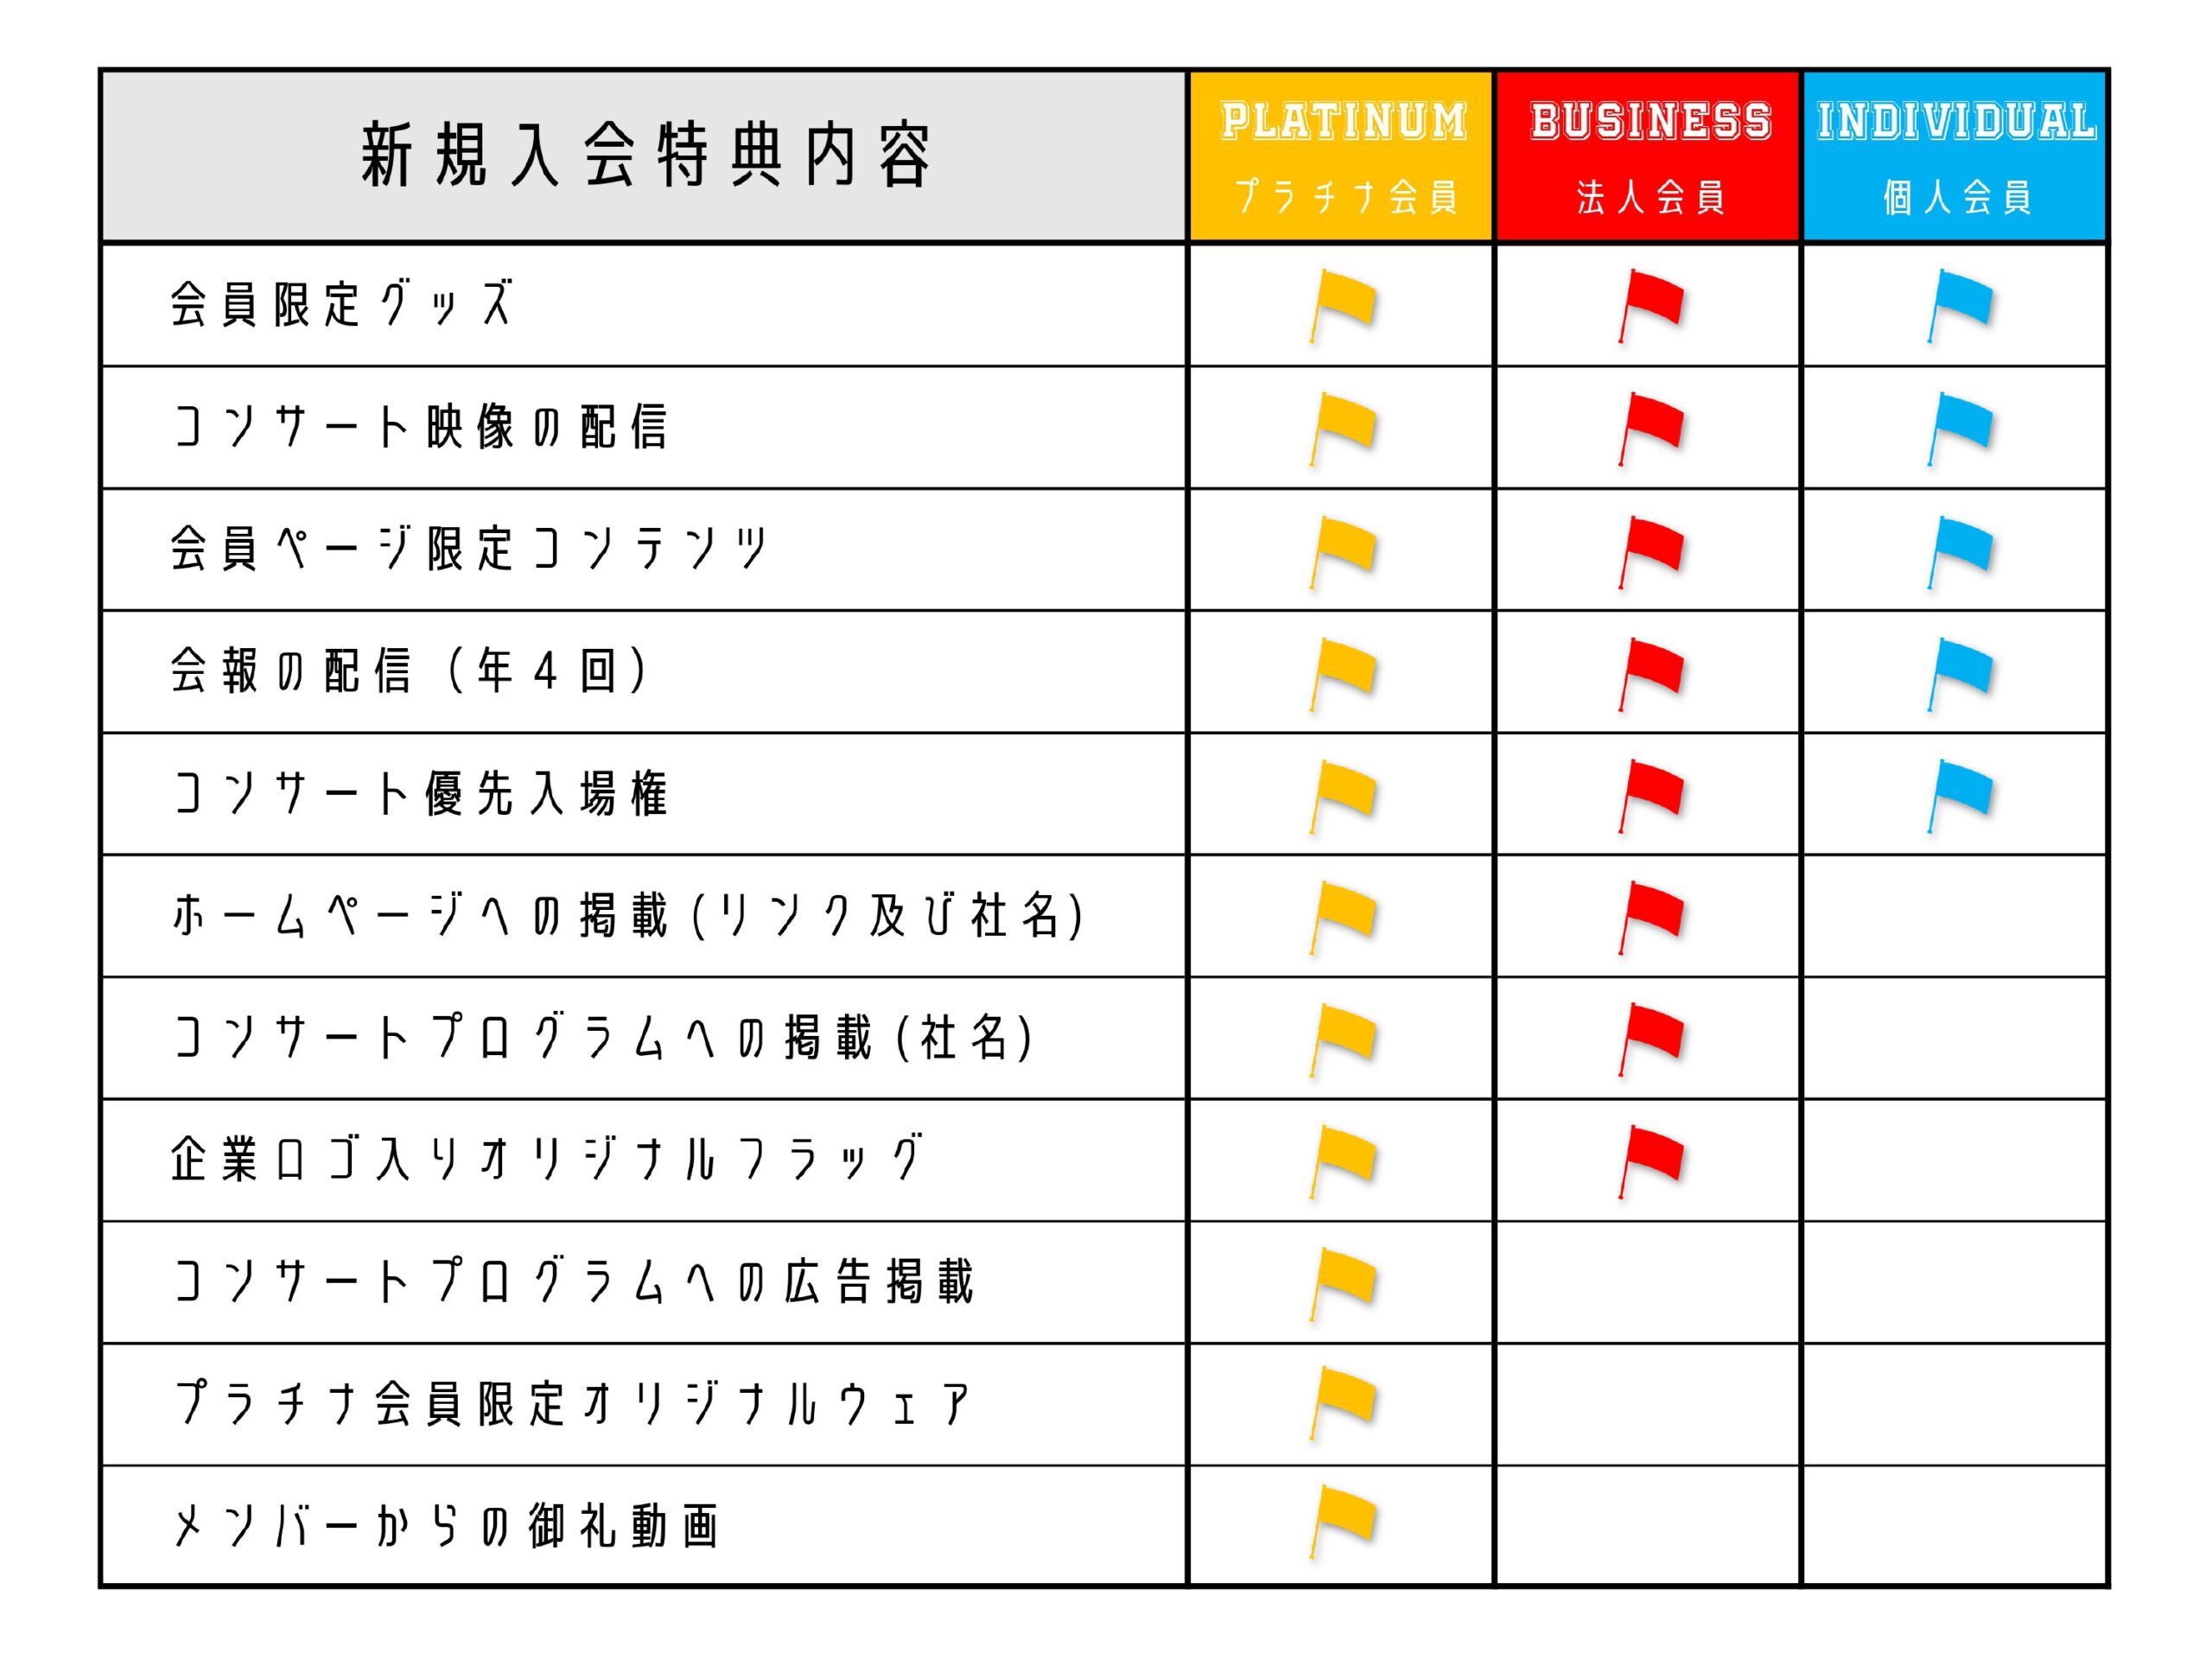 新規入会特典内容
PLATINUM
プラチナ会員
BUSINESS
法人会員
INDIVIDUAL
個人会員
会員限定グッズ
コンサート映像の配信
会員ページ限定コンテンツ
会報の配信（年４回）
コンサート優先入場権
ホームページへの掲載(リンク及び社名)
コンサートプログラムへの掲載(社名)
企業ロゴ入りオリジナルフラッグ
コンサートプログラムへの広告掲載
プラチナ会員限定オリジナルウェア
メンバーからの御礼動画